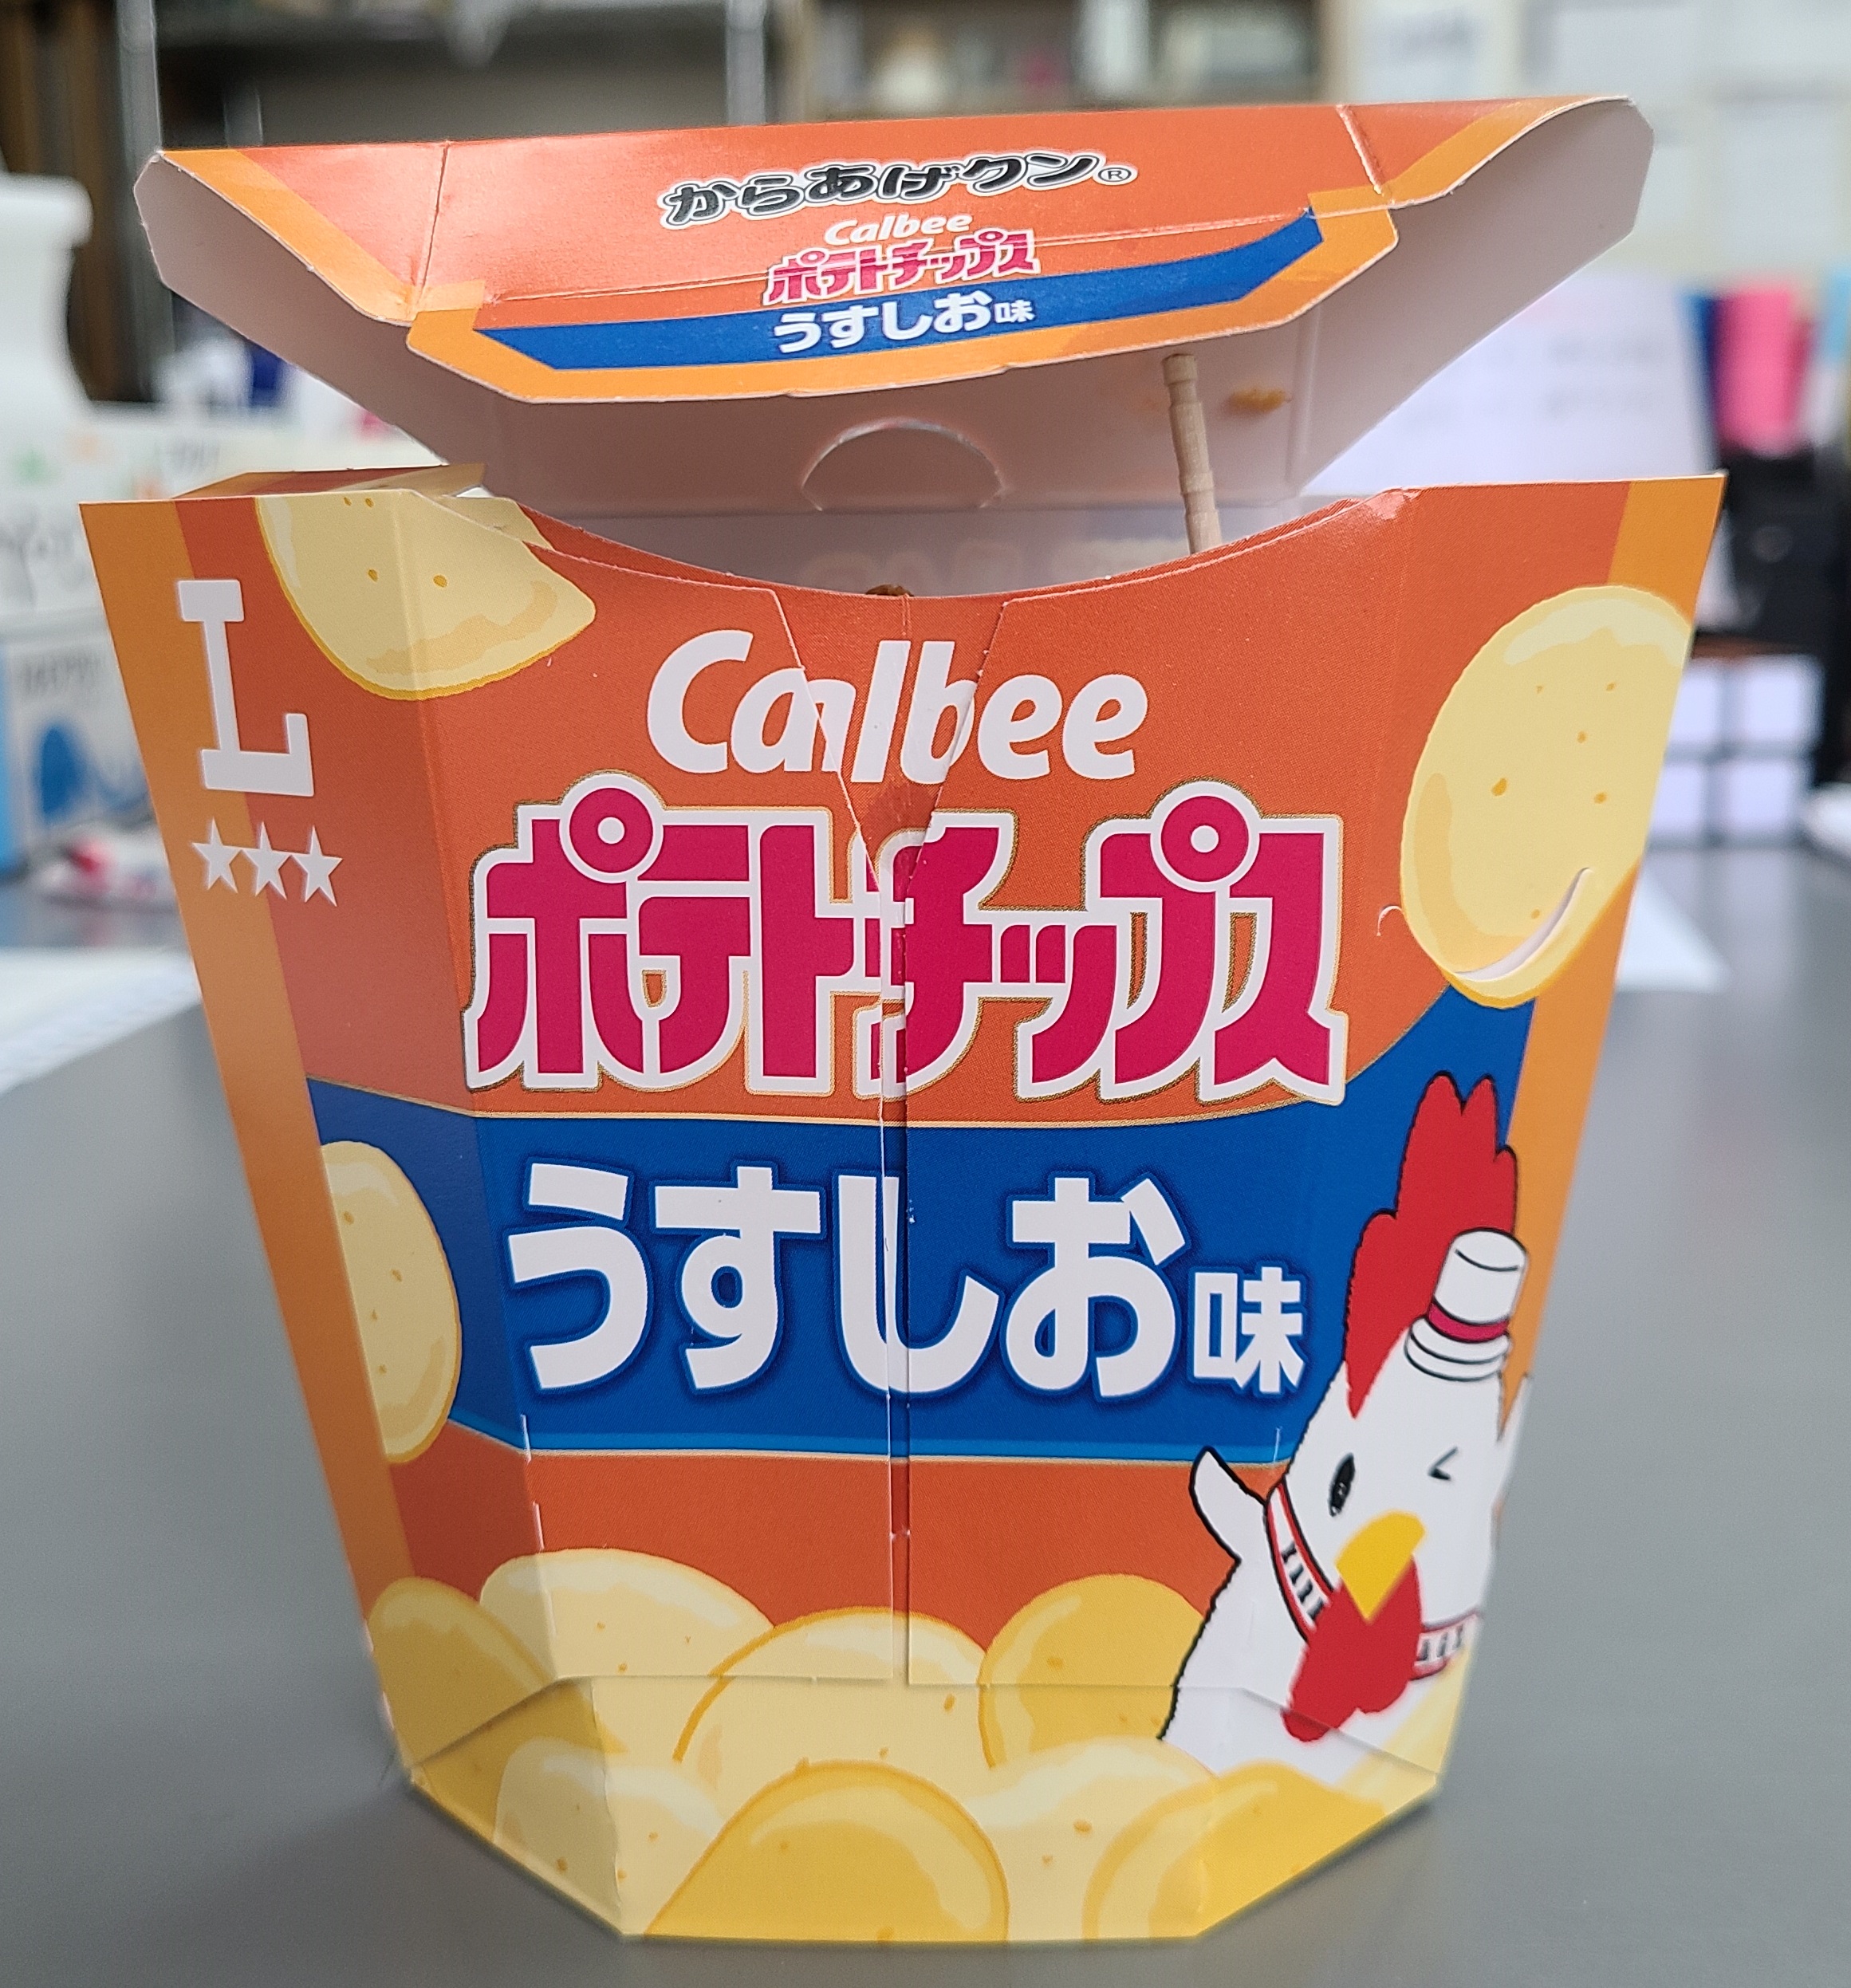 からあげクン®
Calbee
ポテトチップス
うすしお味
L
★★★
Calbee
ポテトチップス
うすしお味